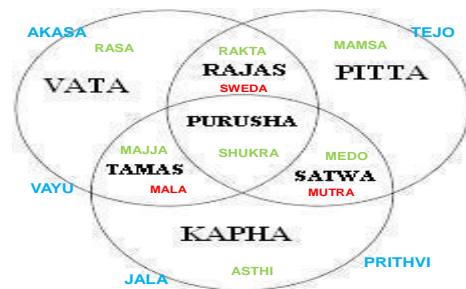 AKASA
TEJO
RASA
RAKTA
MAMSA
VATA
RAJAS
PITTA
SWEDA
PURUSHA
MAJJA
SHUKRA
MEDO
TAMAS
SATWA
VAYU
MALA
MUTRA
KAPHA
PRITHVI
JALA
ASTHI